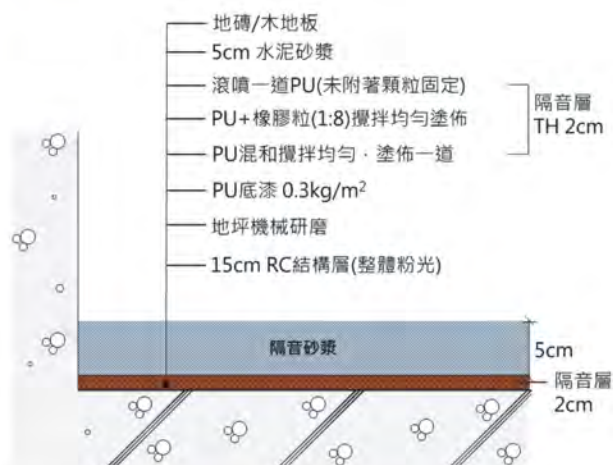 地磚/木地板
5cm 水泥砂漿
滾噴一道PU(未附著顆粒固定)
PU+橡膠粒(1:8)攪拌均勻塗佈
PU混和攪拌均勻．塗佈一道
隔音層
TH 2cm
PU底漆 0.3kg/m²
地坪機械研磨
15cm RC結構層(整體粉光)
隔音砂漿
5cm
隔音層
2cm